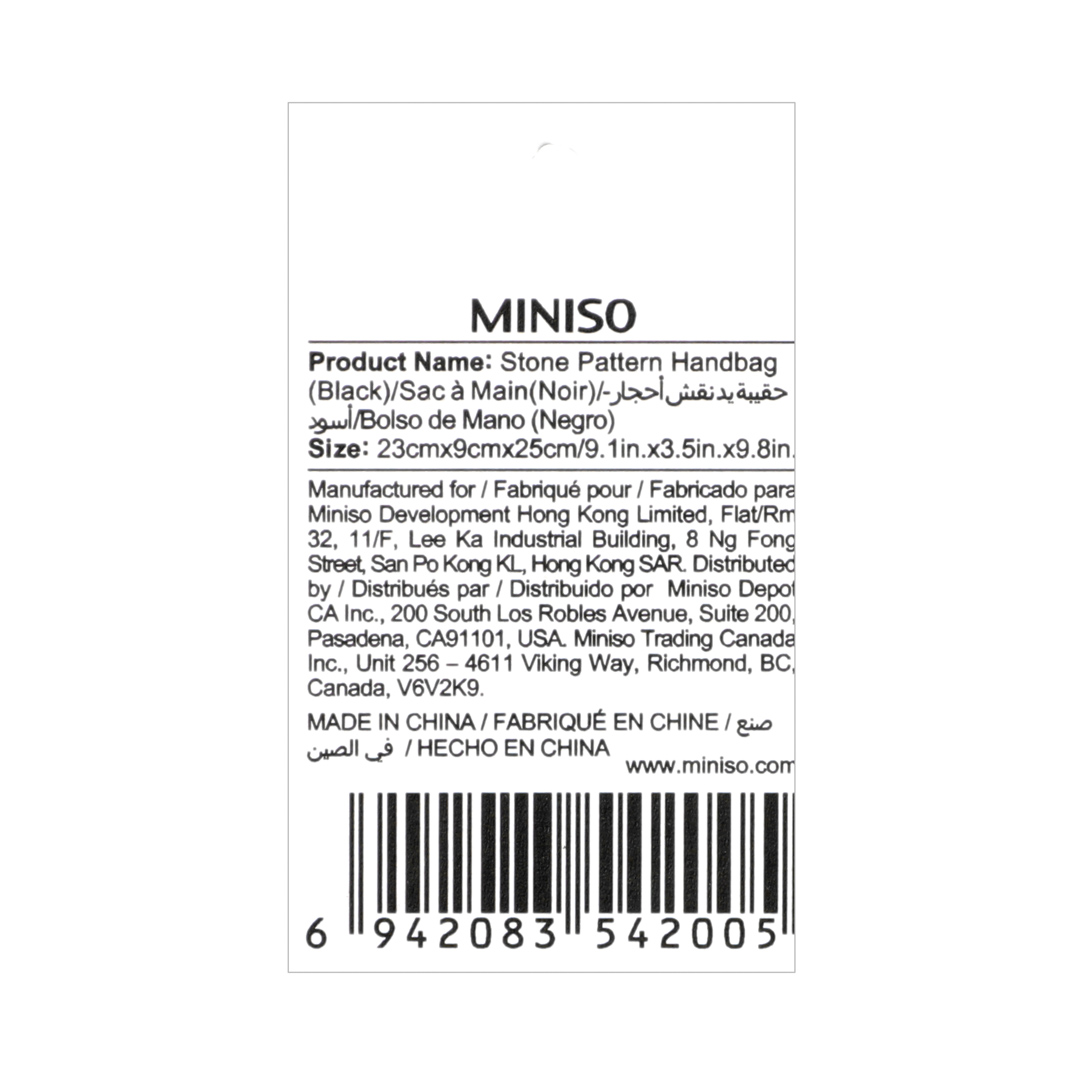 MINISO
Product Name: Stone Pattern Handbag
(Black)/Sac à Main(Noir)/حقيبة يد نقش أحجار-
أسود/Bolso de Mano (Negro)
Size: 23cmx9cmx25cm/9.1in.x3.5in.x9.8in.
Manufactured for / Fabriqué pour / Fabricado para
Miniso Development Hong Kong Limited, Flat/Rm
32, 11/F, Lee Ka Industrial Building, 8 Ng Fong
Street, San Po Kong KL, Hong Kong SAR. Distributed
by / Distribués par / Distribuido por Miniso Depot
CA Inc., 200 South Los Robles Avenue, Suite 200,
Pasadena, CA91101, USA. Miniso Trading Canada
Inc., Unit 256 – 4611 Viking Way, Richmond, BC,
Canada, V6V2K9.
MADE IN CHINA / FABRIQUÉ EN CHINE / صنع
في الصين / HECHO EN CHINA
www.miniso.com
6 942083 542005